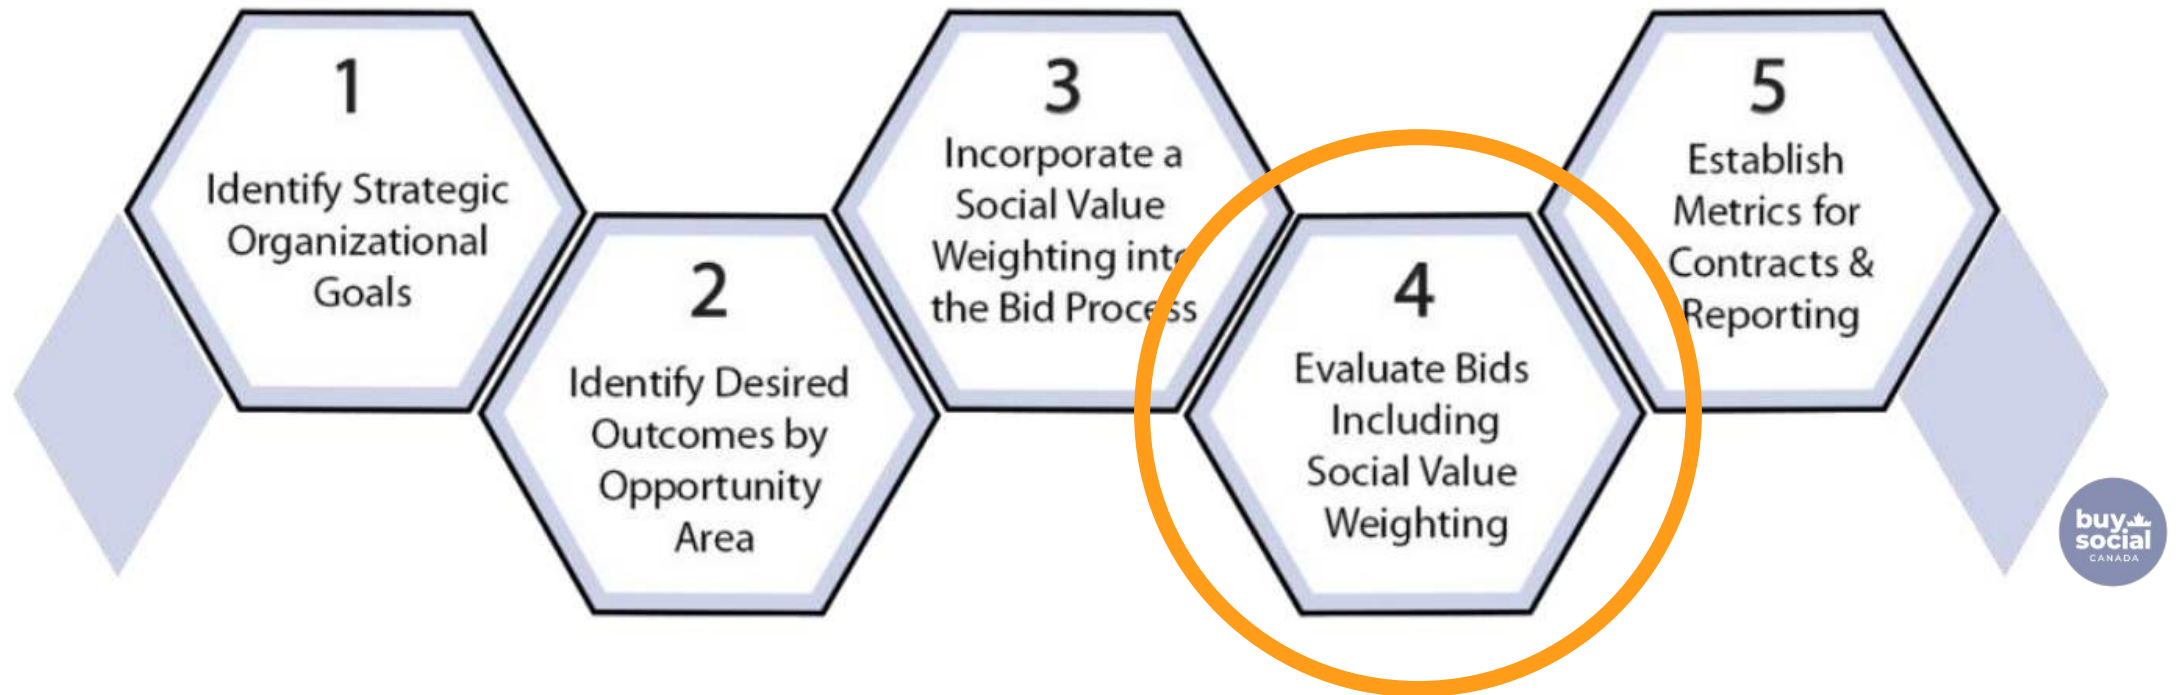 1
Identify Strategic
Organizational
Goals
2
Identify Desired
Outcomes by
Opportunity
Area
3
Incorporate a
Social Value
Weighting into
the Bid Process
4
Evaluate Bids
Including
Social Value
Weighting
5
Establish
Metrics for
Contracts &
Reporting
buy
social
CANADA